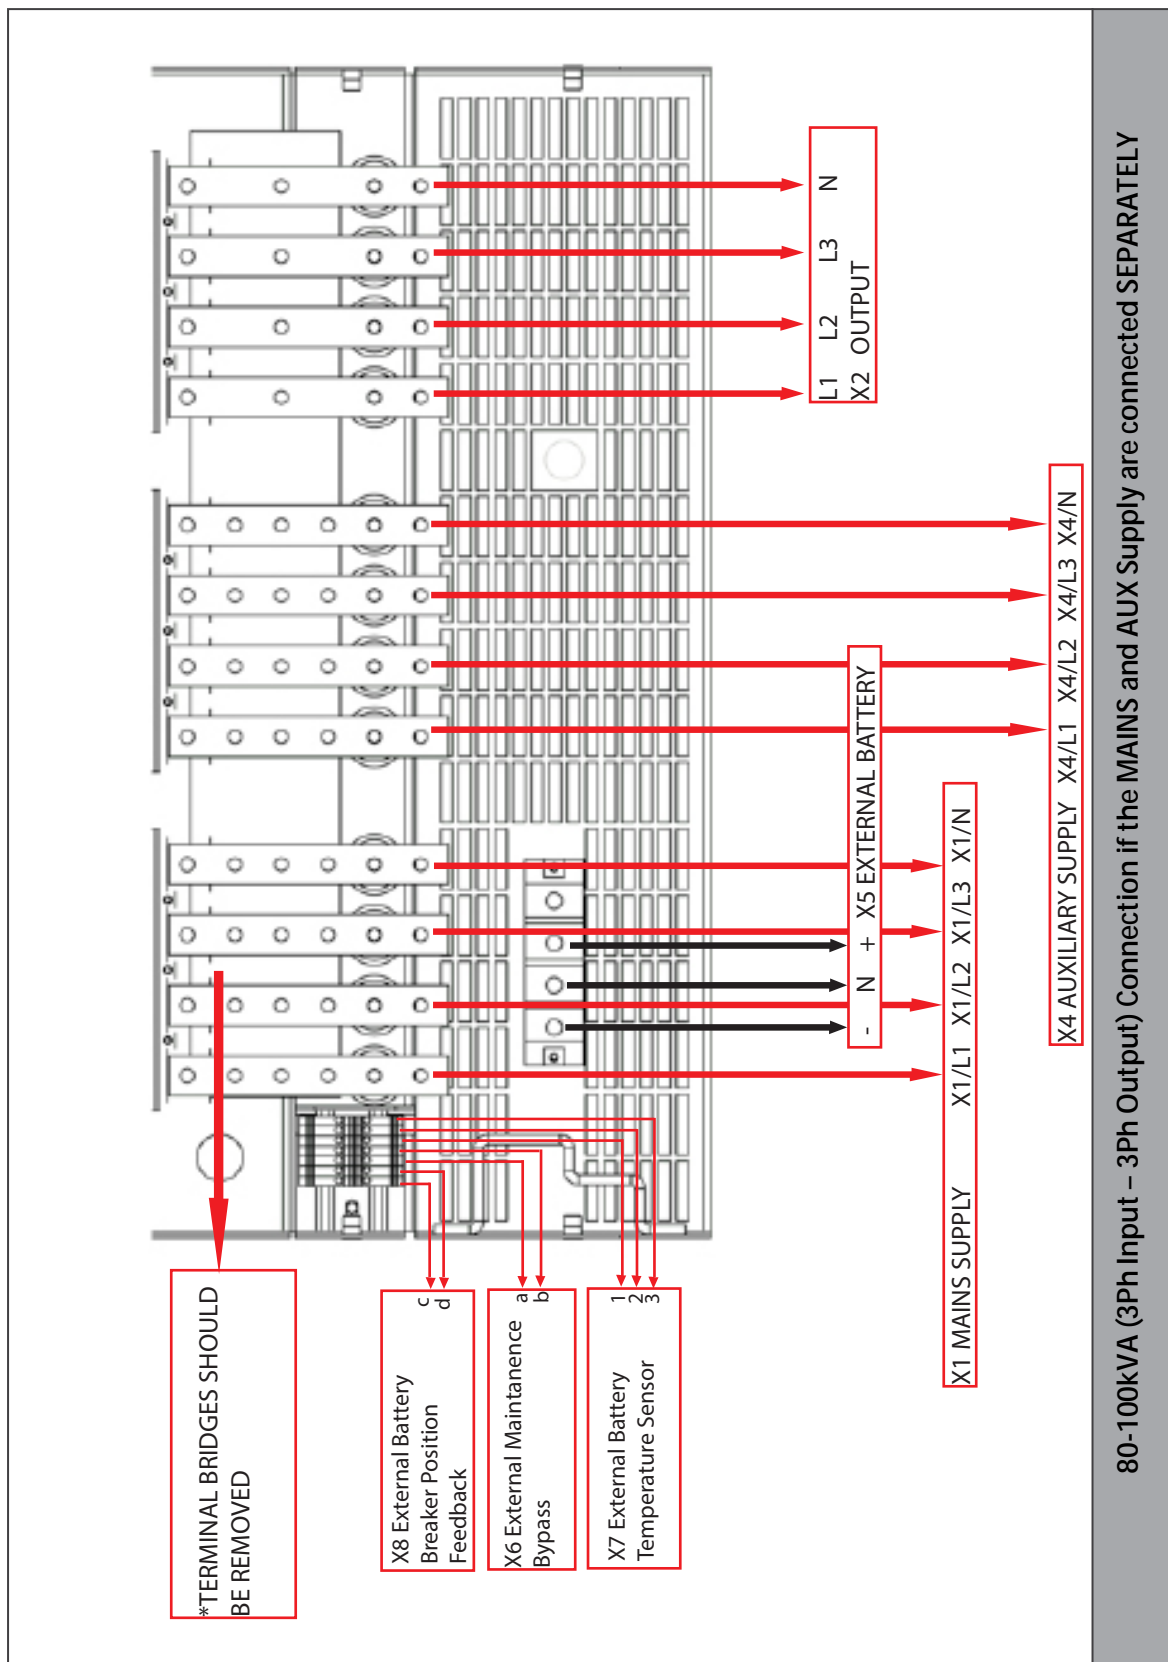 *TERMINAL BRIDGES SHOULD
BE REMOVED
X8 External Battery
Breaker Position
Feedback
c
d
X6 External Maintanence
Bypass
a
b
X7 External Battery
Temperature Sensor
1
2
3
L1 L2 L3 N
X2 OUTPUT
- N + X5 EXTERNAL BATTERY
X1 MAINS SUPPLY X1/L1 X1/L2 X1/L3 X1/N
X4 AUXILIARY SUPPLY X4/L1 X4/L2 X4/L3 X4/N
80-100kVA (3Ph Input – 3Ph Output) Connection if the MAINS and AUX Supply are connected SEPARATELY